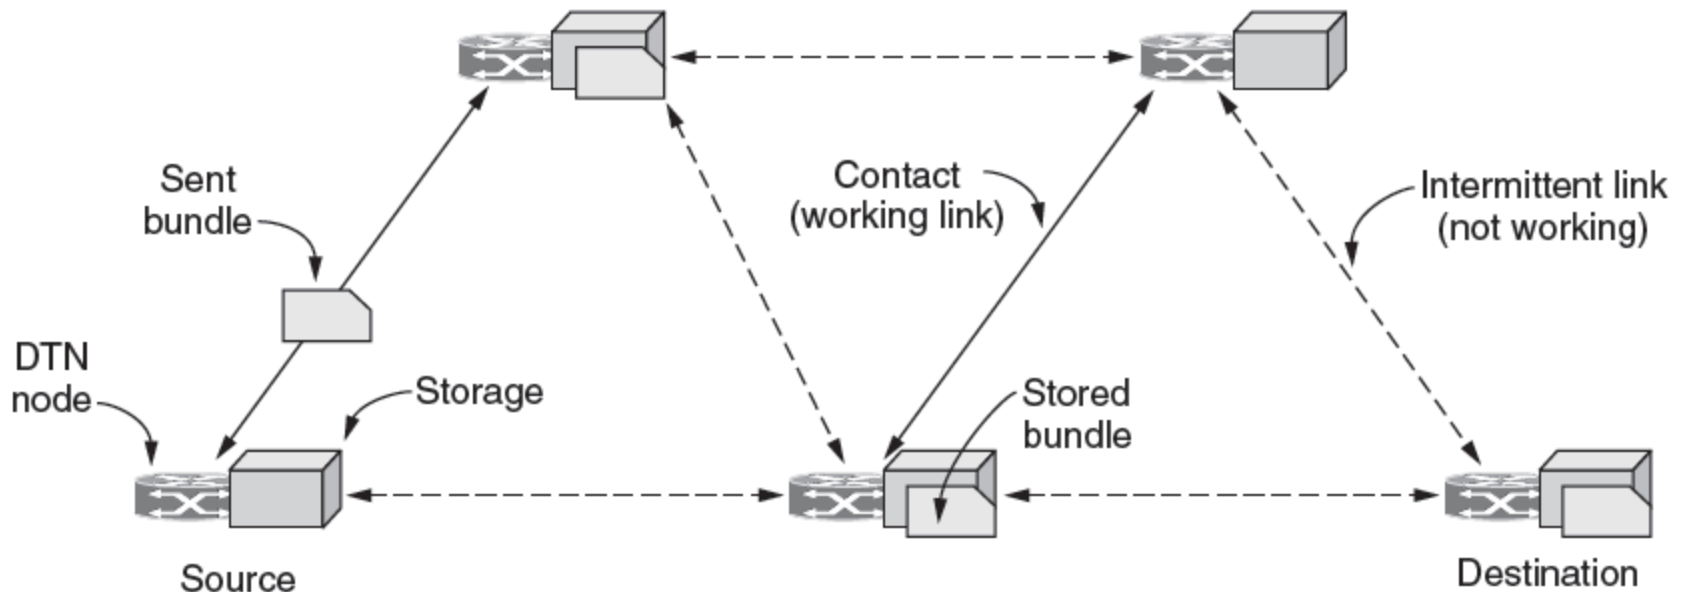 Sent
bundle
Contact
(working link)
Intermittent link
(not working)
DTN
node
Storage
Stored
bundle
Source
Destination